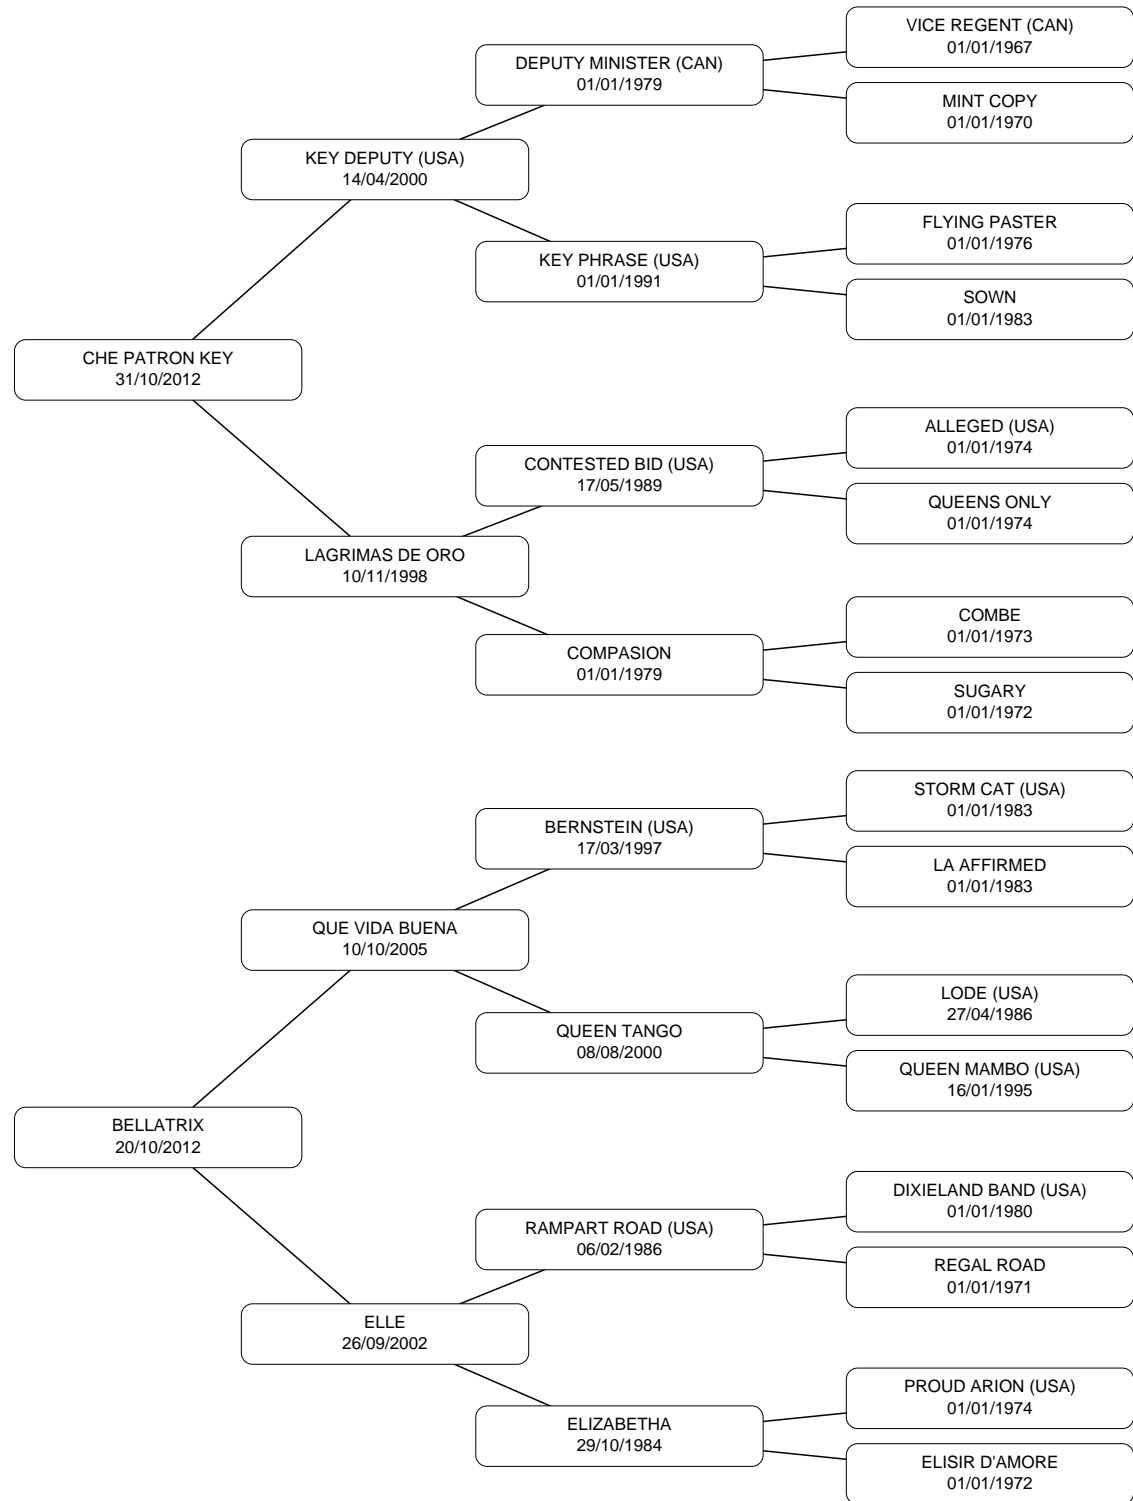 VICE REGENT (CAN)
01/01/1967
DEPUTY MINISTER (CAN)
01/01/1979
MINT COPY
01/01/1970
KEY DEPUTY (USA)
14/04/2000
FLYING PASTER
01/01/1976
KEY PHRASE (USA)
01/01/1991
SOWN
01/01/1983
CHE PATRON KEY
31/10/2012
ALLEGED (USA)
01/01/1974
CONTESTED BID (USA)
17/05/1989
QUEENS ONLY
01/01/1974
LAGRIMAS DE ORO
10/11/1998
COMBE
01/01/1973
COMPASION
01/01/1979
SUGARY
01/01/1972
STORM CAT (USA)
01/01/1983
BERNSTEIN (USA)
17/03/1997
LA AFFIRMED
01/01/1983
QUE VIDA BUENA
10/10/2005
LODE (USA)
27/04/1986
QUEEN TANGO
08/08/2000
QUEEN MAMBO (USA)
16/01/1995
BELLATRIX
20/10/2012
DIXIELAND BAND (USA)
01/01/1980
RAMPART ROAD (USA)
06/02/1986
REGAL ROAD
01/01/1971
ELLE
26/09/2002
PROUD ARION (USA)
01/01/1974
ELIZABETHA
29/10/1984
ELISIR D'AMORE
01/01/1972